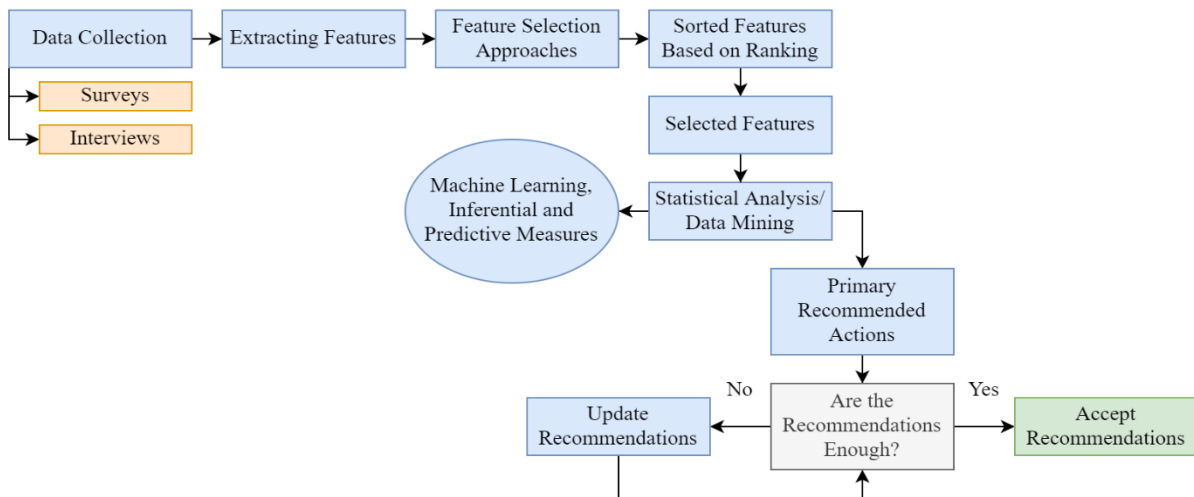 Data Collection
Extracting Features
Feature Selection
Approaches
Sorted Features
Based on Ranking
Surveys
Interviews
Selected Features
Machine Learning,
Inferential and
Predictive Measures
Statistical Analysis/
Data Mining
Primary
Recommended
Actions
No
Yes
Update
Recommendations
Are the
Recommendations
Enough?
Accept
Recommendations